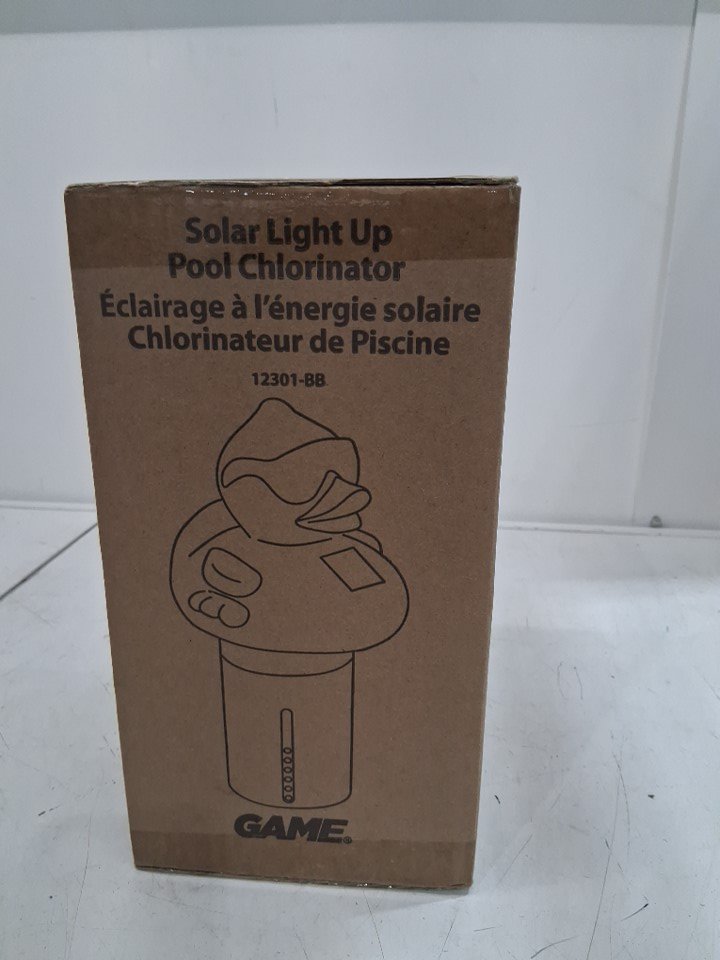 Solar Light Up
Pool Chlorinator
Éclairage à l'énergie solaire
Chlorinateur de Piscine
12301-BB
GAME®